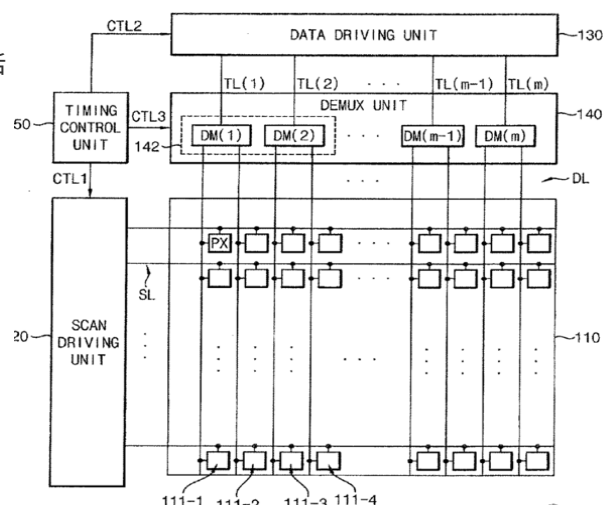 CTL2
DATA DRIVING UNIT
130
TL(1) TL(2) TL(m-1) TL(m)
DEMUX UNIT
140
50
TIMING CONTROL UNIT
CTL3
142
DM(1) DM(2) DM(m-1) DM(m)
CTL1
DL
PX
SL
20
SCAN DRIVING UNIT
110
111-1 111-2 111-3 111-4